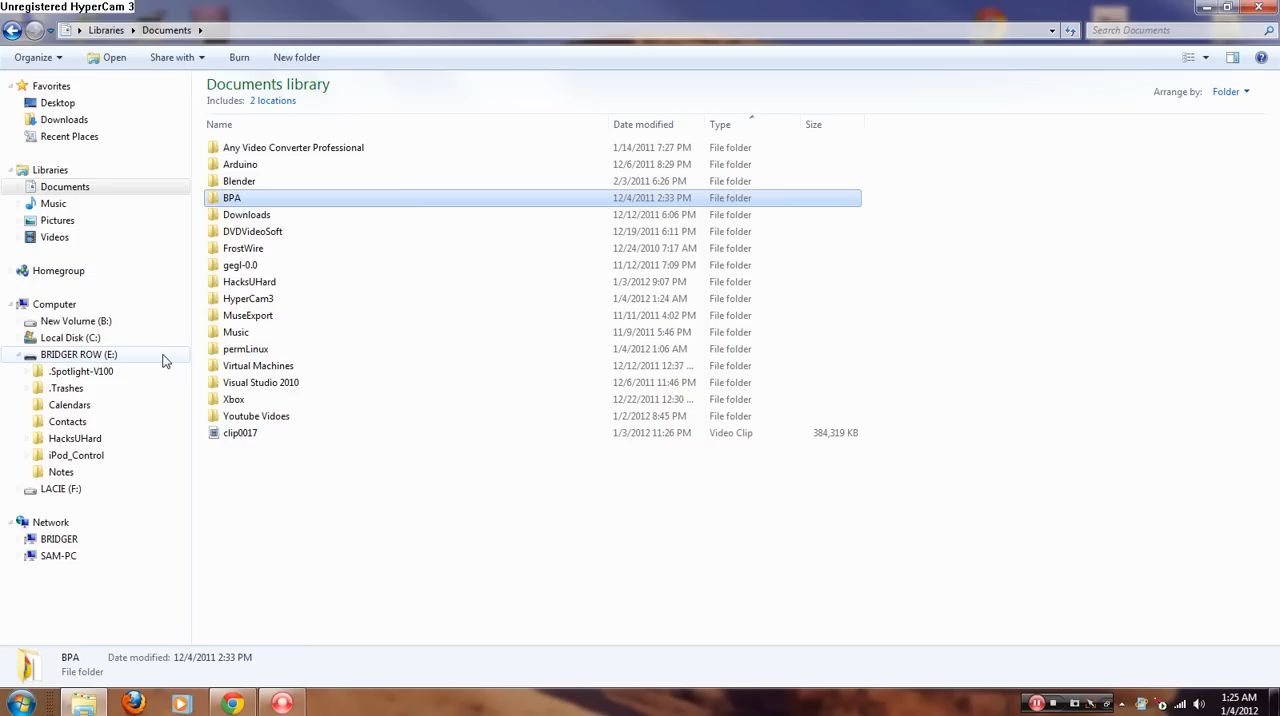 Unregistered HyperCam 3
Libraries Documents Search Documents
Organize Open Share with Burn New folder
Favorites
Desktop
Downloads
Recent Places
Libraries
Documents
Music
Pictures
Videos
Homegroup
Computer
New Volume (B:)
Local Disk (C:)
BRIDGER ROW (E:)
.Spotlight-V100
.Trashes
Calendars
Contacts
HacksUHard
iPod_Control
Notes
LACIE (F:)
Network
BRIDGER
SAM-PC
Documents library
Includes: 2 locations
Arrange by: Folder
Name Date modified Type Size
Any Video Converter Professional 1/14/2011 7:27 PM File folder
Arduino 12/6/2011 8:29 PM File folder
Blender 2/3/2011 6:26 PM File folder
BPA 12/4/2011 2:33 PM File folder
Downloads 12/12/2011 6:06 PM File folder
DVDVideoSoft 12/19/2011 6:11 PM File folder
FrostWire 12/24/2010 7:17 AM File folder
gegl-0.0 11/12/2011 7:09 PM File folder
HacksUHard 1/3/2012 9:07 PM File folder
HyperCam3 1/4/2012 1:24 AM File folder
MuseExport 11/11/2011 4:02 PM File folder
Music 11/9/2011 5:46 PM File folder
permLinux 1/4/2012 1:06 AM File folder
Virtual Machines 12/12/2011 12:37 ... File folder
Visual Studio 2010 12/6/2011 11:46 PM File folder
Xbox 12/22/2011 12:30 ... File folder
Youtube Vidoes 1/2/2012 8:45 PM File folder
clip0017 1/3/2012 11:26 PM Video Clip 384,319 KB
BPA Date modified: 12/4/2011 2:33 PM
File folder
1:25 AM
1/4/2012